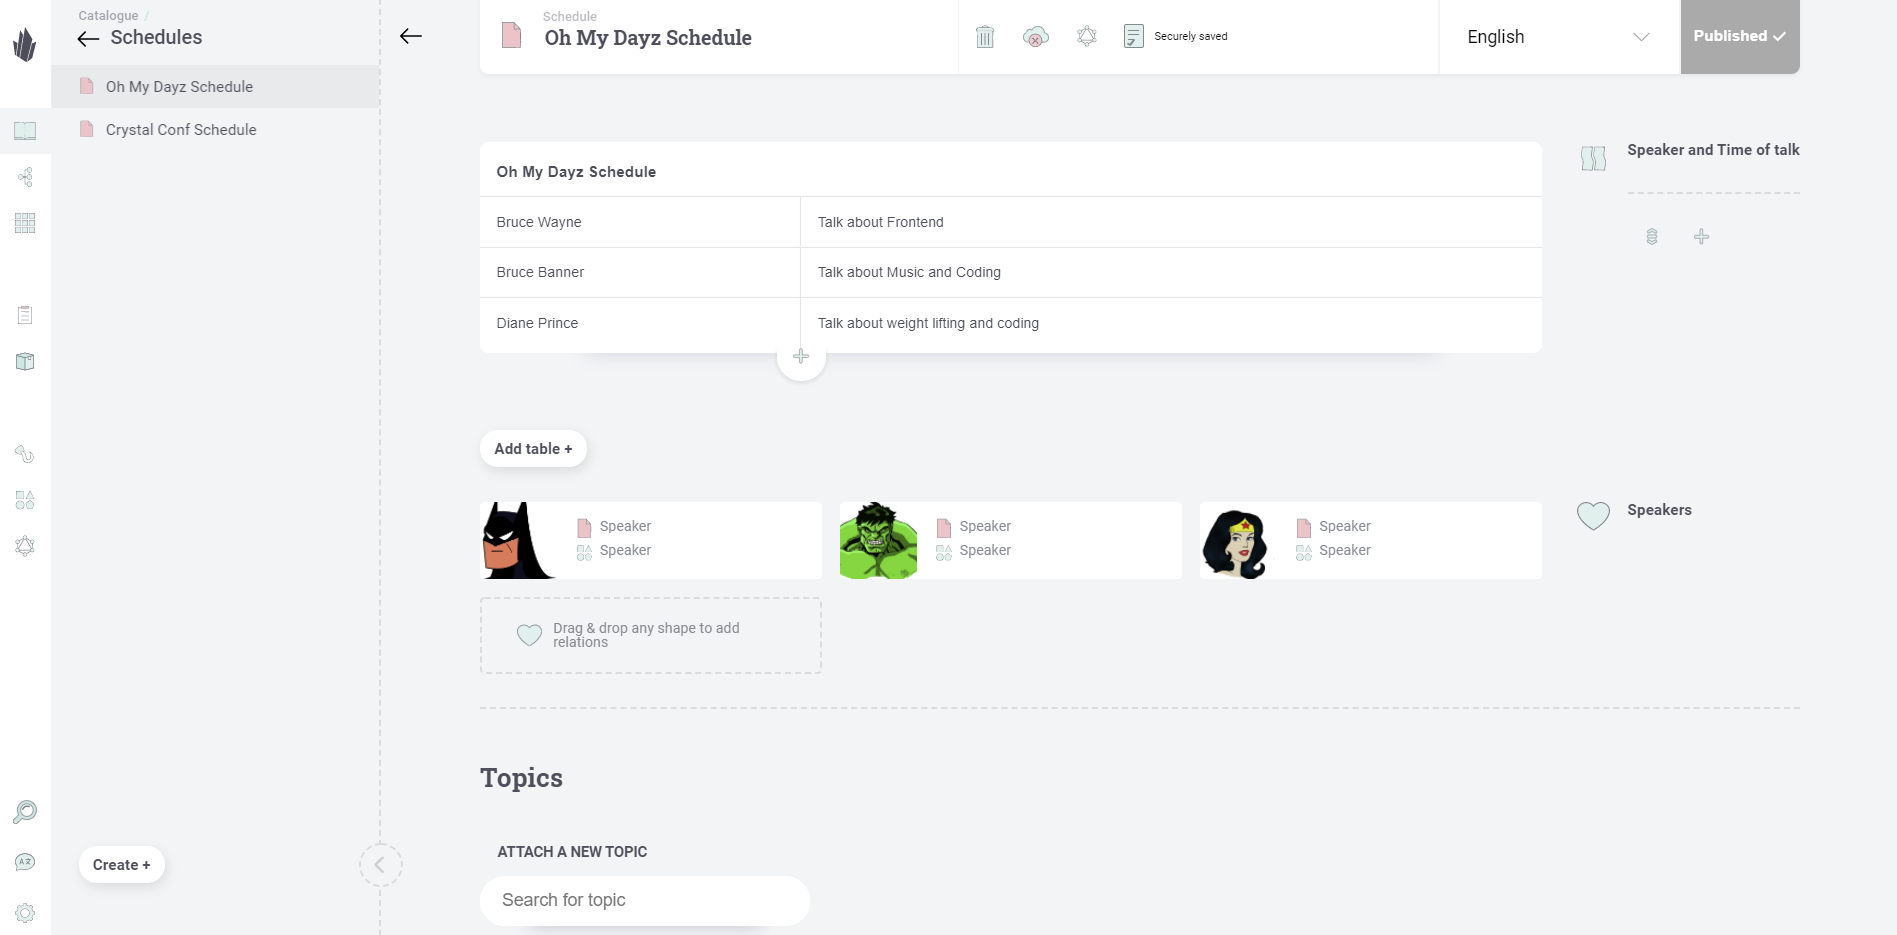 Catalogue /
Schedules
Oh My Dayz Schedule
Crystal Conf Schedule
Create +
Schedule
Oh My Dayz Schedule
Securely saved
English
Published
Oh My Dayz Schedule
Bruce Wayne
Talk about Frontend
Bruce Banner
Talk about Music and Coding
Diane Prince
Talk about weight lifting and coding
Speaker and Time of talk
Add table +
Speaker
Speaker
Speaker
Speaker
Speaker
Speaker
Speakers
Drag & drop any shape to add
relations
Topics
ATTACH A NEW TOPIC
Search for topic